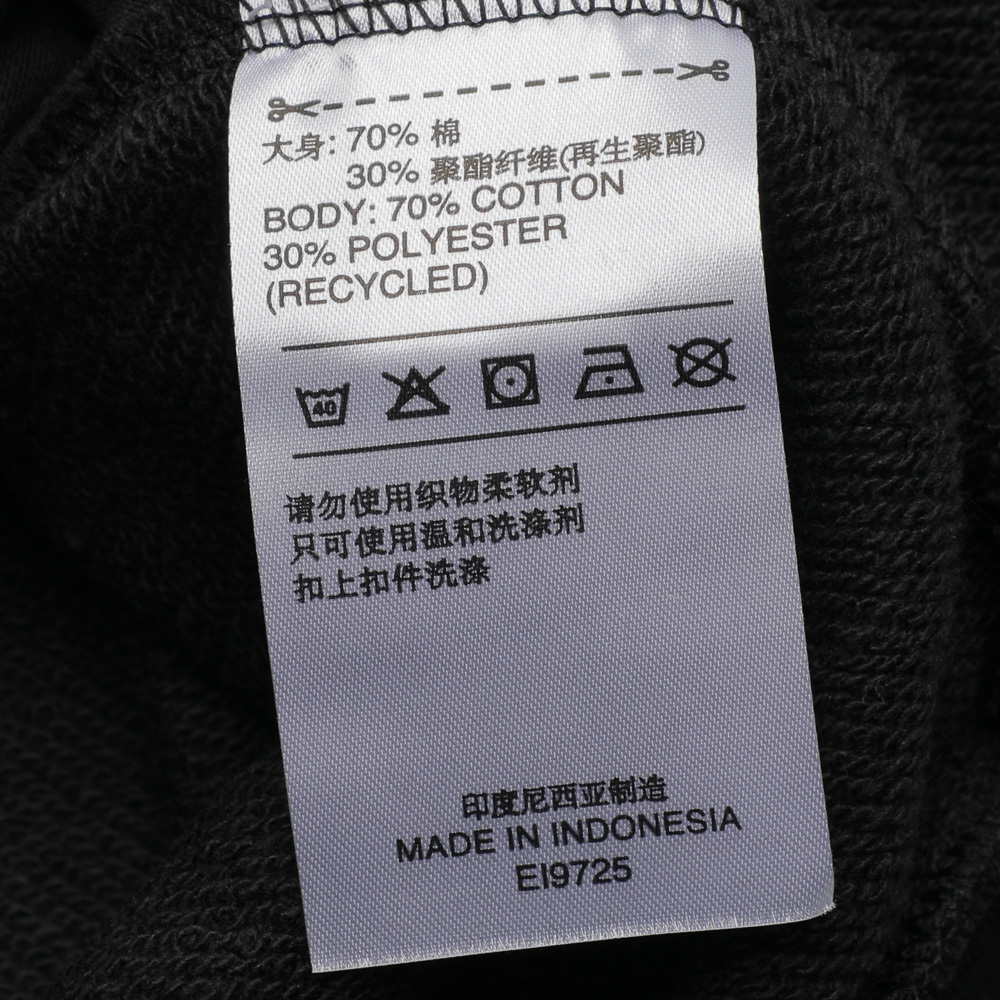 大身: 70% 棉
30% 聚酯纤维(再生聚酯)
BODY: 70% COTTON
30% POLYESTER
(RECYCLED)
40
请勿使用织物柔软剂
只可使用温和洗涤剂
扣上扣件洗涤
印度尼西亚制造
MADE IN INDONESIA
EI9725